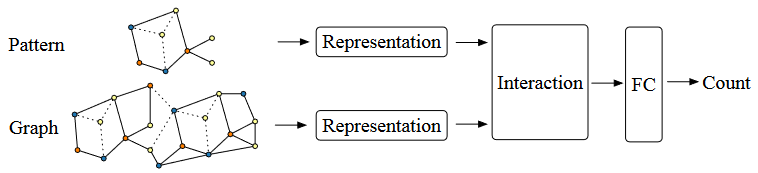 Pattern
Representation
Interaction
FC
Count
Graph
Representation